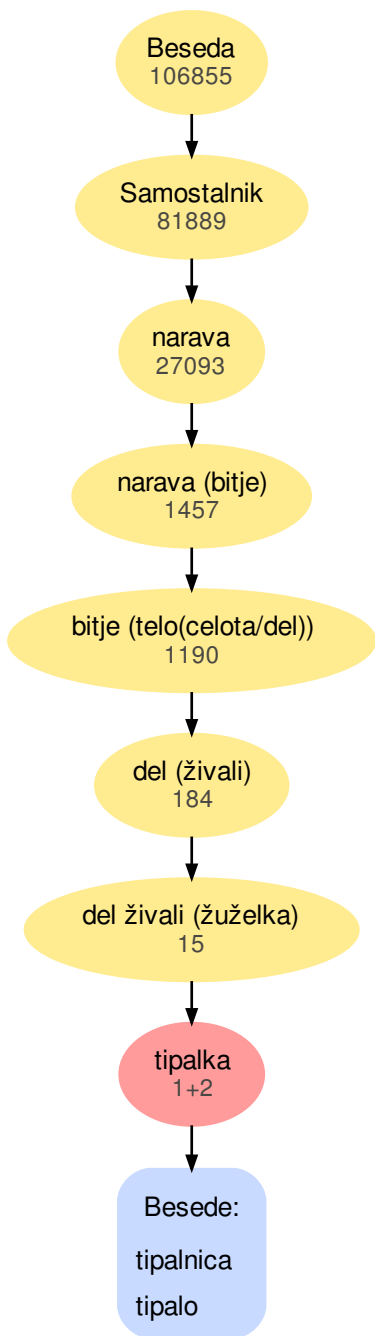 Beseda
106855
Samostalnik
81889
narava
27093
narava (bitje)
1457
bitje (telo(celota/del))
1190
del (živali)
184
del živali (žuželka)
15
tipalka
1+2
Besede:
tipalnica
tipalo